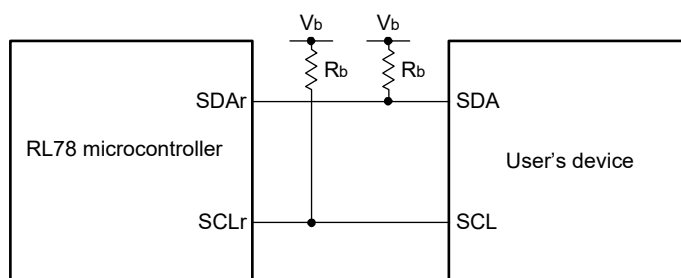 Vb Vb
Rb Rb
SDAr SDA
RL78 microcontroller User's device
SCLr SCL